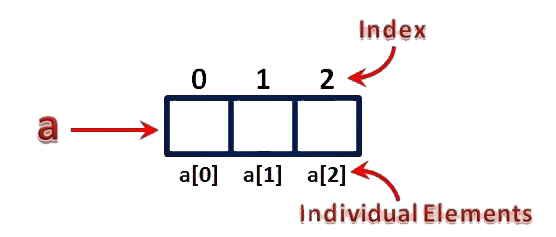 Index
0 1 2
a
a[0] a[1] a[2]
Individual Elements